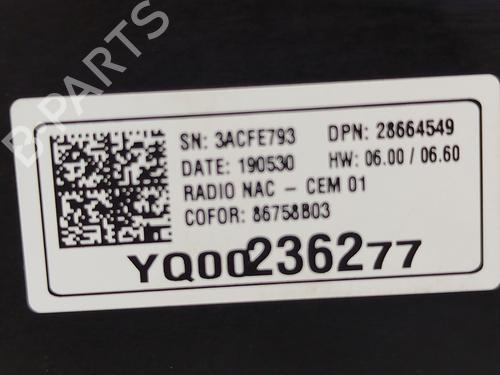 B-PARTS
SN: 3ACFE793 DPN: 28664549
DATE: 190530 HW: 06.00 / 06.60
RADIO NAC - CEM 01
COFOR: 86758B03
YQ00236277